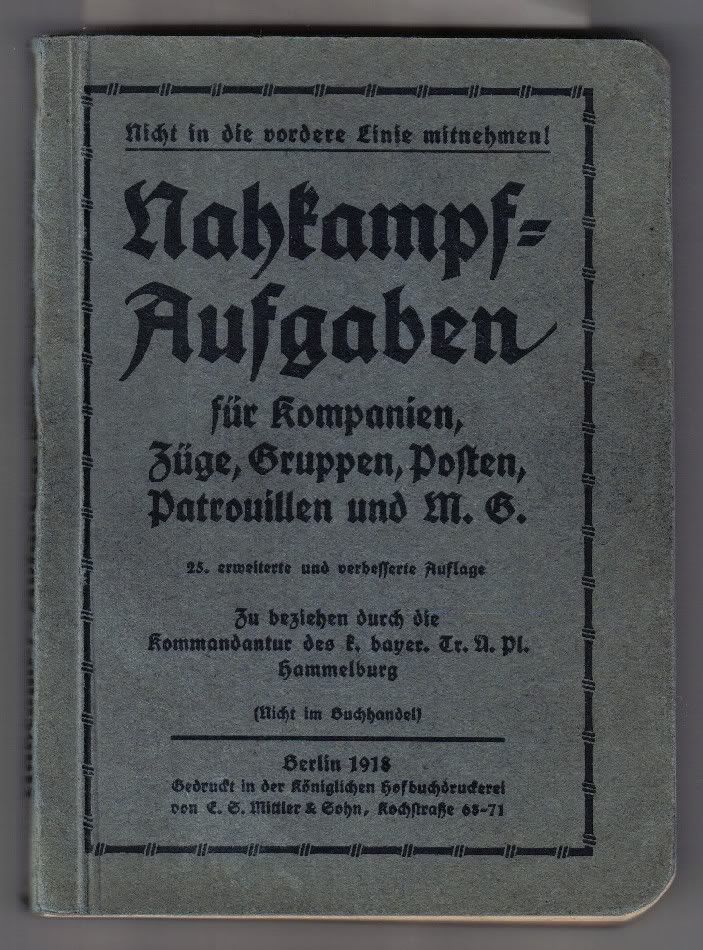 Nicht in die vordere Linie mitnehmen!
Nahkampf=
Aufgaben
für Kompanien,
Züge, Gruppen, Posten,
Patrouillen und M. G.
25. erweiterte und verbesserte Auflage
Zu beziehen durch die
Kommandantur des k. bayer. Tr. A. Pl.
Hammelburg
(Nicht im Buchhandel)
Berlin 1918
Gedruckt in der Königlichen Hofbuchdruckerei
von E. S. Mittler & Sohn, Kochstraße 68-71